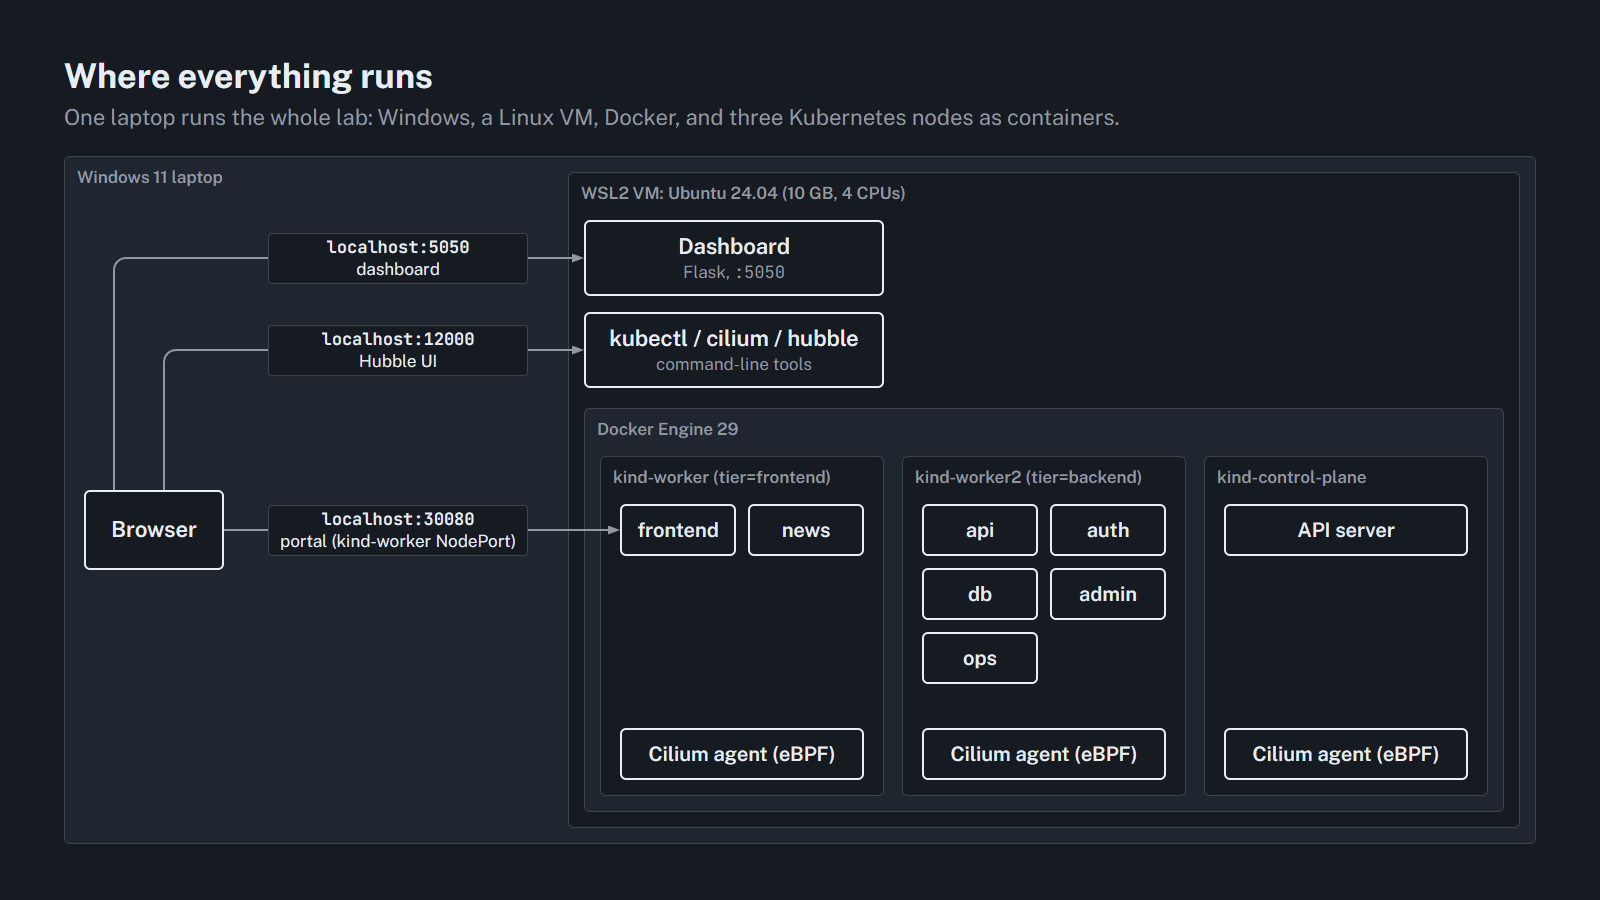 Where everything runs
One laptop runs the whole lab: Windows, a Linux VM, Docker, and three Kubernetes nodes as containers.
Windows 11 laptop
WSL2 VM: Ubuntu 24.04 (10 GB, 4 CPUs)
localhost:5050
dashboard
Dashboard
Flask, :5050
localhost:12000
Hubble UI
kubectl / cilium / hubble
command-line tools
Docker Engine 29
kind-worker (tier=frontend)
kind-worker2 (tier=backend)
kind-control-plane
Browser
localhost:30080
portal (kind-worker NodePort)
frontend
news
api
auth
API server
db
admin
ops
Cilium agent (eBPF)
Cilium agent (eBPF)
Cilium agent (eBPF)